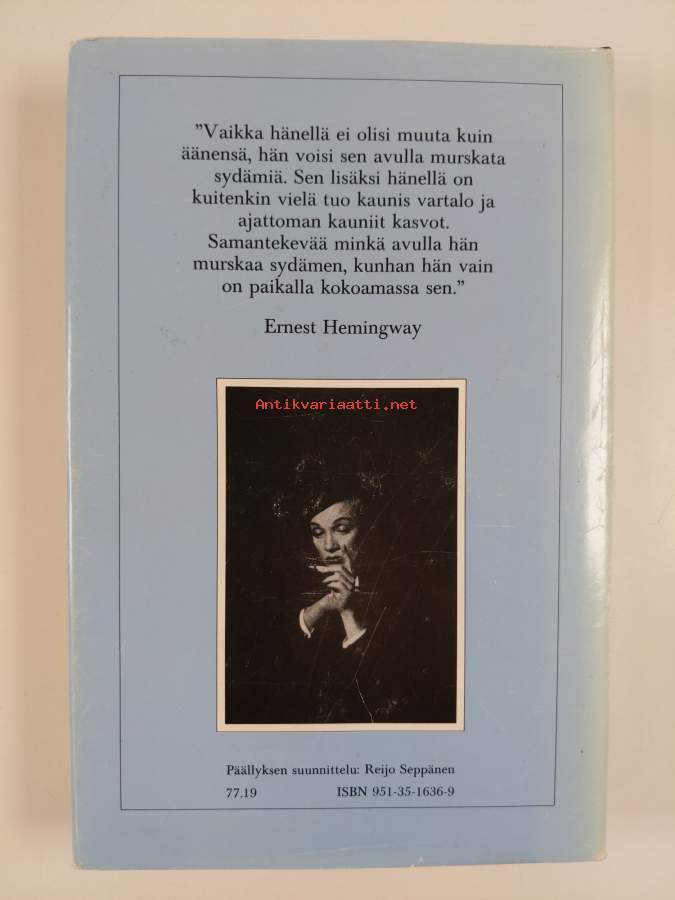 ”Vaikka hänellä ei olisi muuta kuin
äänensä, hän voisi sen avulla murskata
sydämiä. Sen lisäksi hänellä on
kuitenkin vielä tuo kaunis vartalo ja
ajattoman kauniit kasvot.
Samantekevää minkä avulla hän
murskaa sydämen, kunhan hän vain
on paikalla kokoamassa sen.”
Ernest Hemingway
Antikvariaatti.net
Päällyksen suunnittelu: Reijo Seppänen
77.19 ISBN 951-35-1636-9